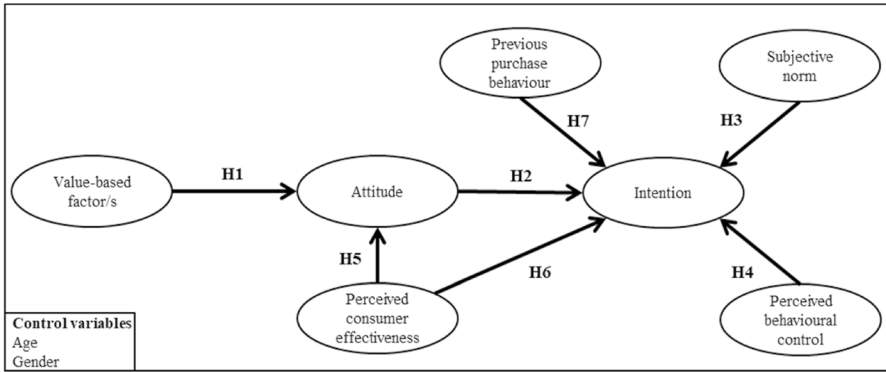 Previous
purchase
behaviour
Subjective
norm
H7
H3
Value-based
factor/s
H1
Attitude
H2
Intention
H5
H6
H4
Perceived
consumer
effectiveness
Perceived
behavioural
control
Control variables
Age
Gender